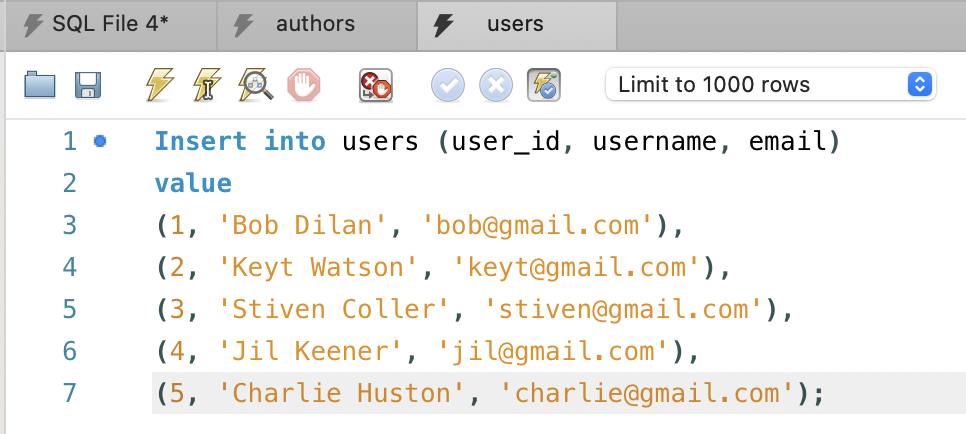 SQL File 4* authors users
Limit to 1000 rows
1 Insert into users (user_id, username, email)
2 value
3 (1, 'Bob Dilan', 'bob@gmail.com'),
4 (2, 'Keyt Watson', 'keyt@gmail.com'),
5 (3, 'Stiven Coller', 'stiven@gmail.com'),
6 (4, 'Jil Keener', 'jil@gmail.com'),
7 (5, 'Charlie Huston', 'charlie@gmail.com');